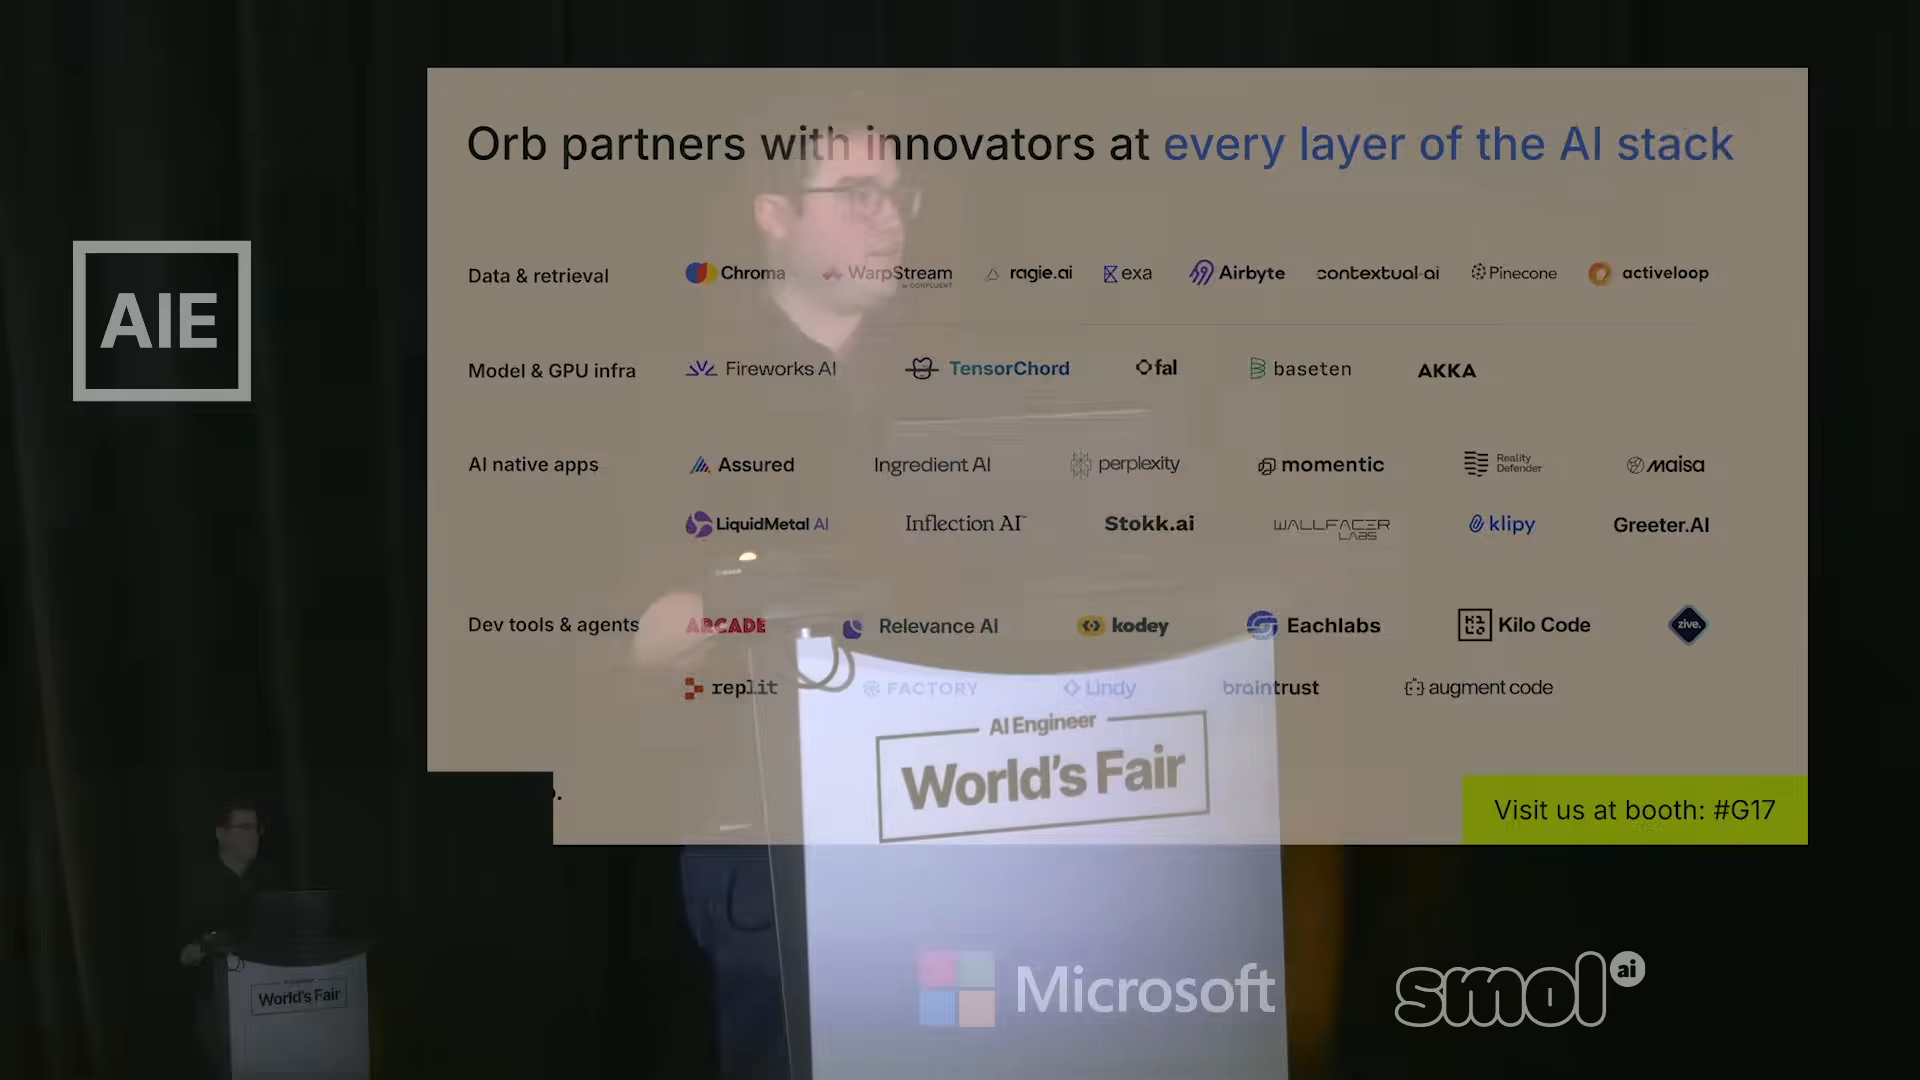 AIE
Orb partners with innovators at every layer of the AI stack
Data & retrieval
Chroma
WarpStream
by CONFLUENT
ragie.ai
exa
Airbyte
contextual·ai
Pinecone
activeloop
Model & GPU infra
Fireworks AI
TensorChord
fal
baseten
AKKA
AI native apps
Assured
Ingredient AI
perplexity
momentic
Reality
Defender
maisa
LiquidMetal AI
Inflection AI™
Stokk.ai
WALLFACER
LABS
klipy
Greeter.AI
Dev tools & agents
ARCADE
Relevance AI
kodey
Eachlabs
Kilo Code
zive.
replit
FACTORY
Lindy
braintrust
augment code
AI Engineer
World's Fair
Visit us at booth: #G17
Microsoft
smol ai
World's Fair